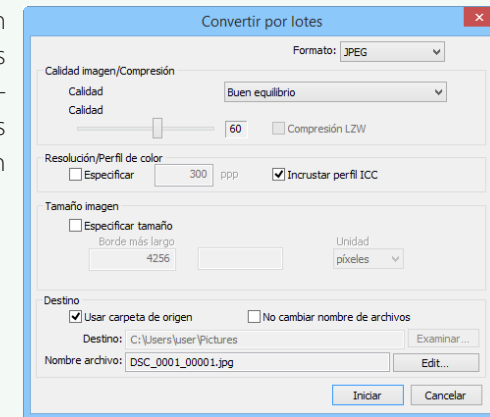 Convertir por lotes
Formato: JPEG
Calidad imagen/Compresión
Calidad Buen equilibrio
Calidad
60 Compresión LZW
Resolución/Perfil de color
Especificar 300 ppp Incrustar perfil ICC
Tamaño imagen
Especificar tamaño
Borde más largo Unidad
4256 píxeles
Destino
Usar carpeta de origen No cambiar nombre de archivos
Destino: C:\Users\user\Pictures Examinar...
Nombre archivo: DSC_0001_00001.jpg Edit...
Iniciar Cancelar